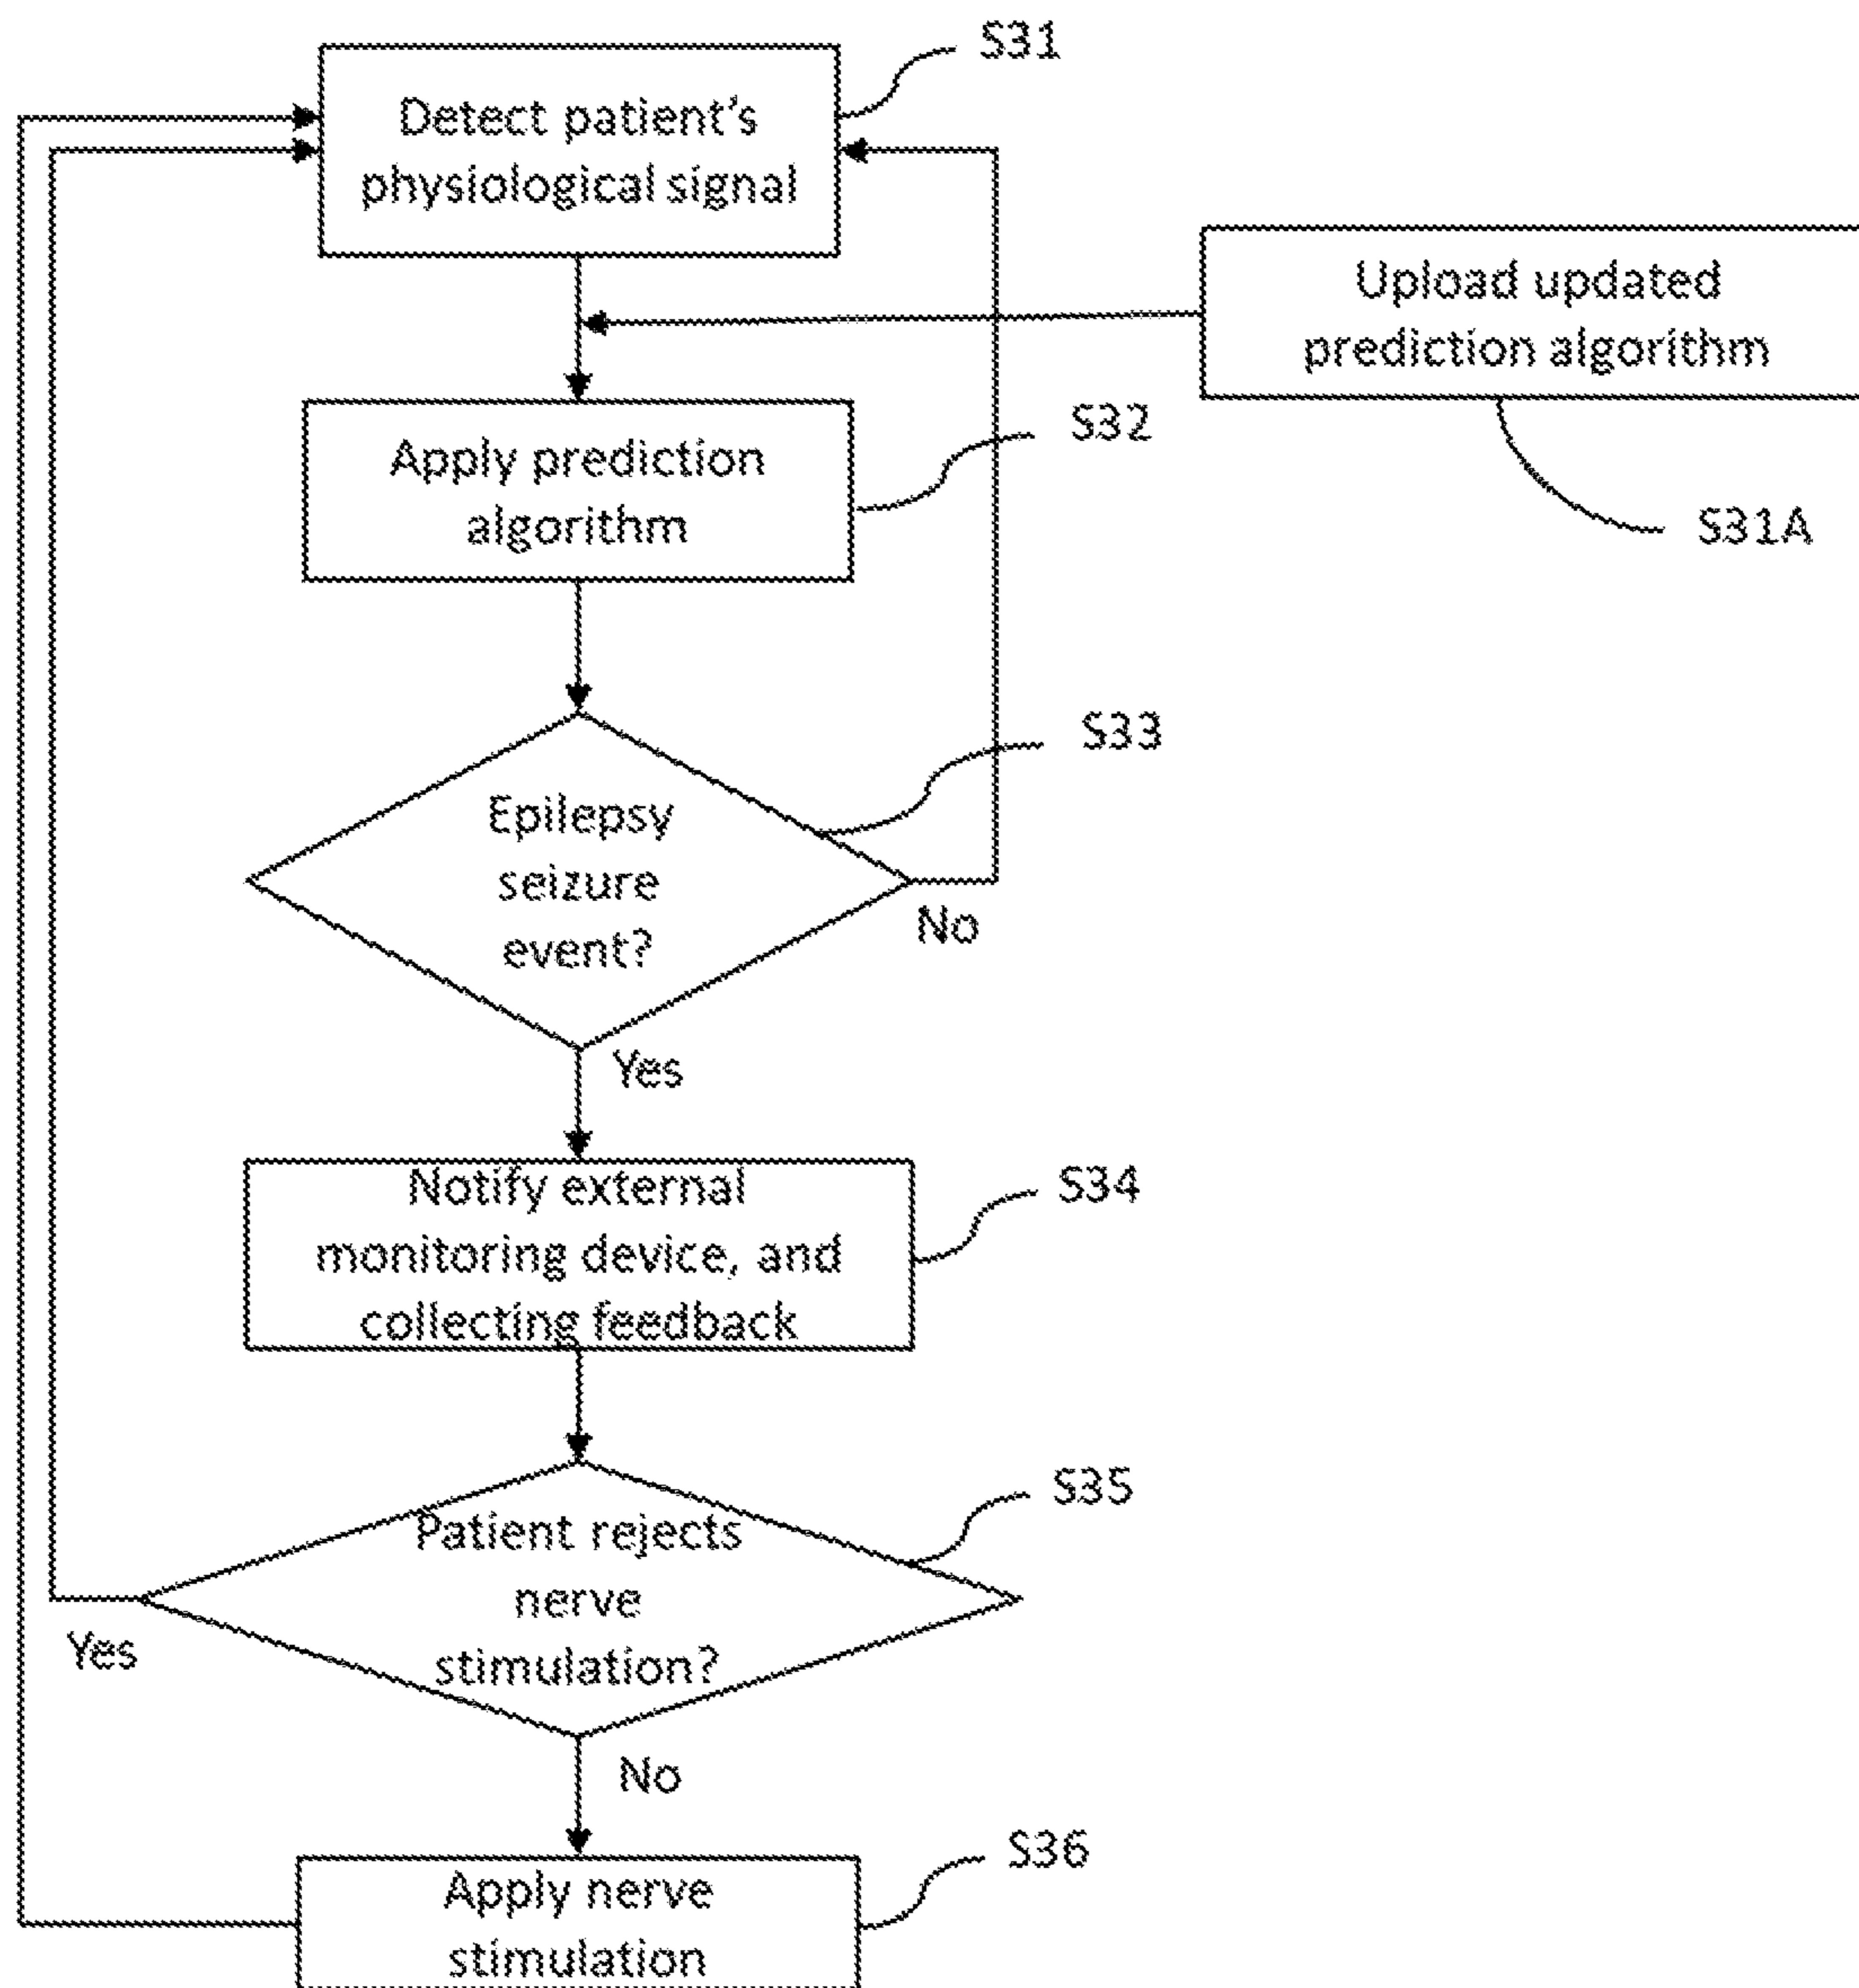 S31
Detect patient's
physiological signal
Upload updated
prediction algorithm
S31A
S32
Apply prediction
algorithm
S33
Epilepsy
seizure
event?
No
Yes
S34
Notify external
monitoring device, and
collecting feedback
S35
Patient rejects
nerve
stimulation?
Yes
No
S36
Apply nerve
stimulation